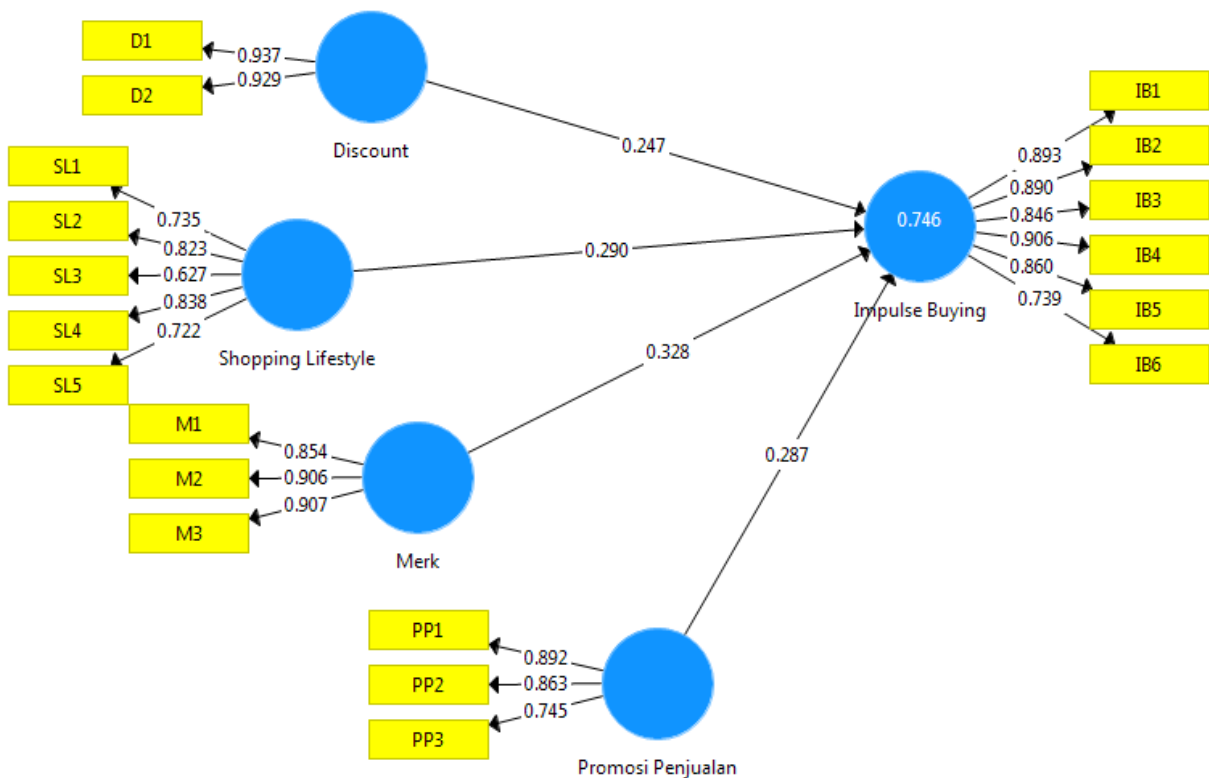 D1
0.937
D2
0.929
Discount
0.247
SL1
0.735
SL2
0.823
SL3
0.627
SL4
0.838
SL5
0.722
Shopping Lifestyle
0.290
M1
0.854
M2
0.906
M3
0.907
Merk
0.328
PP1
0.892
PP2
0.863
PP3
0.745
Promosi Penjualan
0.287
0.746
Impulse Buying
IB1
0.893
IB2
0.890
IB3
0.846
IB4
0.906
IB5
0.860
IB6
0.739